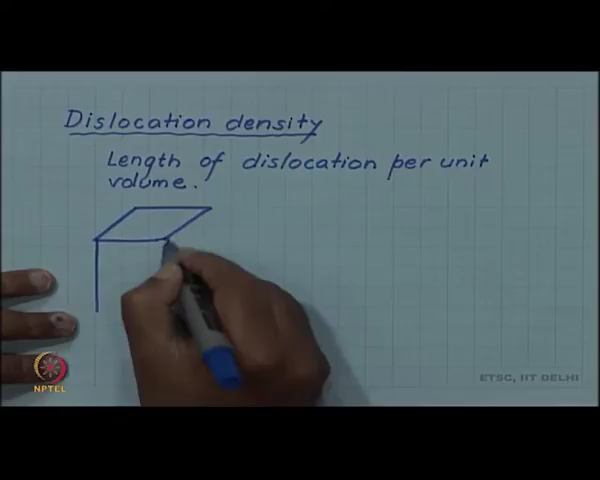 Dislocation density
Length of dislocation per unit
volume.
NPTEL
ETSC, IIT DELHI